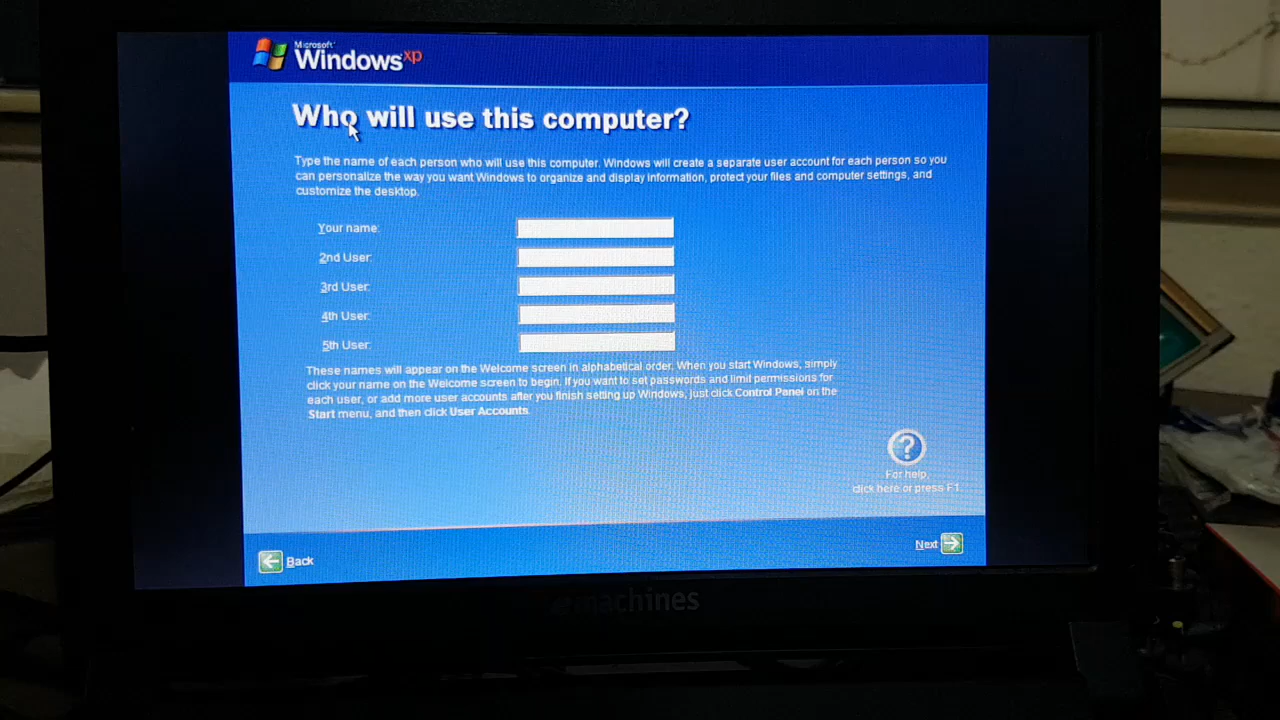 Microsoft
Windows xp
Who will use this computer?
Type the name of each person who will use this computer. Windows will create a separate user account for each person so you
can personalize the way you want Windows to organize and display information, protect your files and computer settings, and
customize the desktop.
Your name:
2nd User:
3rd User:
4th User:
5th User:
These names will appear on the Welcome screen in alphabetical order. When you start Windows, simply
click your name on the Welcome screen to begin. If you want to set passwords and limit permissions for
each user, or add more user accounts after you finish setting up Windows, just click Control Panel on the
Start menu, and then click User Accounts.
For help,
click here or press F1.
Next
Back
emachines